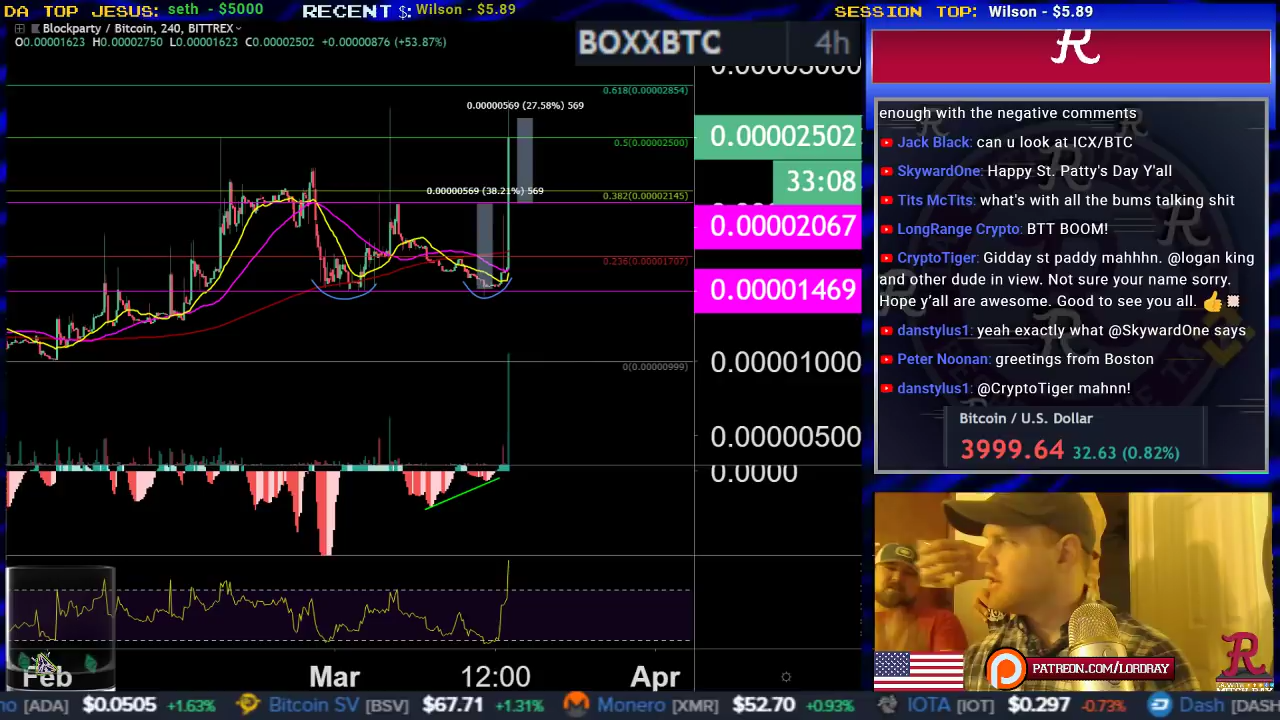 DA TOP JESUS: seth - $5000
RECENT $: Wilson - $5.89
SESSION TOP: Wilson - $5.89
Blockparty / Bitcoin, 240, BITTREX
O0.00001623 H0.00002750 L0.00001623 C0.00002502 +0.00000876 (+53.87%)
BOXXBTC 4h
0.618(0.00002854)
0.00000569 (27.58%) 569
0.5(0.00002500)
0.00000569 (38.21%) 569
0.382(0.00002145)
0.236(0.00001707)
0(0.00000999)
0.00002502
33:08
0.00002067
0.00001469
0.00001000
0.00000500
0.0000
Feb Mar 12:00 Apr
R
enough with the negative comments
Jack Black: can u look at ICX/BTC
SkywardOne: Happy St. Patty's Day Y'all
Tits McTits: what's with all the bums talking shit
LongRange Crypto: BTT BOOM!
CryptoTiger: Gidday st paddy mahhhn. @logan king
and other dude in view. Not sure your name sorry.
Hope y'all are awesome. Good to see you all. 👍
danstylus1: yeah exactly what @SkywardOne says
Peter Noonan: greetings from Boston
danstylus1: @CryptoTiger mahnn!
Bitcoin / U.S. Dollar
3999.64 32.63 (0.82%)
PATREON.COM/LORDRAY
R
[ADA] $0.0505 +1.63% Bitcoin SV [BSV] $67.71 +1.31% Monero [XMR] $52.70 +0.93% IOTA [IOT] $0.297 -0.73% Dash [DASH